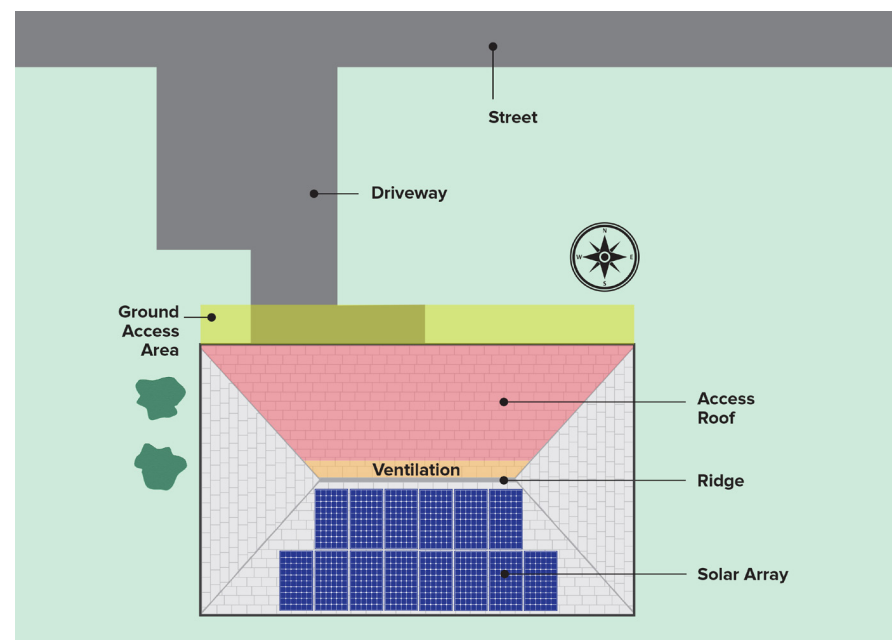 Street
Driveway
N
W E
S
Ground
Access
Area
Access
Roof
Ventilation
Ridge
Solar Array